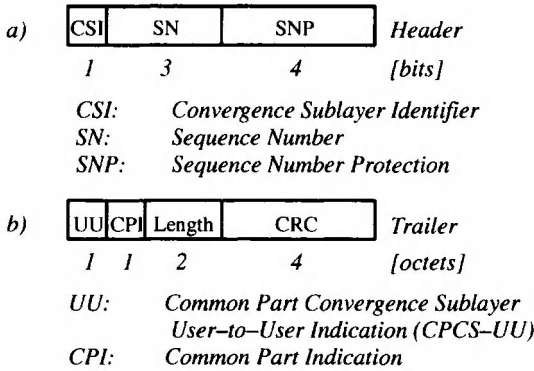 a) CSI SN SNP Header
1 3 4 [bits]
CSI: Convergence Sublayer Identifier
SN: Sequence Number
SNP: Sequence Number Protection
b) UU CPI Length CRC Trailer
1 1 2 4 [octets]
UU: Common Part Convergence Sublayer
User–to–User Indication (CPCS–UU)
CPI: Common Part Indication